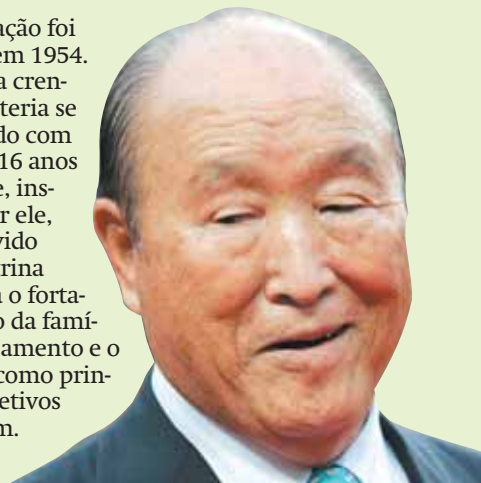 ação foi
em 1954.
a cren-
teria se
do com
16 anos
e, ins-
r ele,
vido
rina
o forta-
o da famí-
amento e o
como prin-
etivos
m.